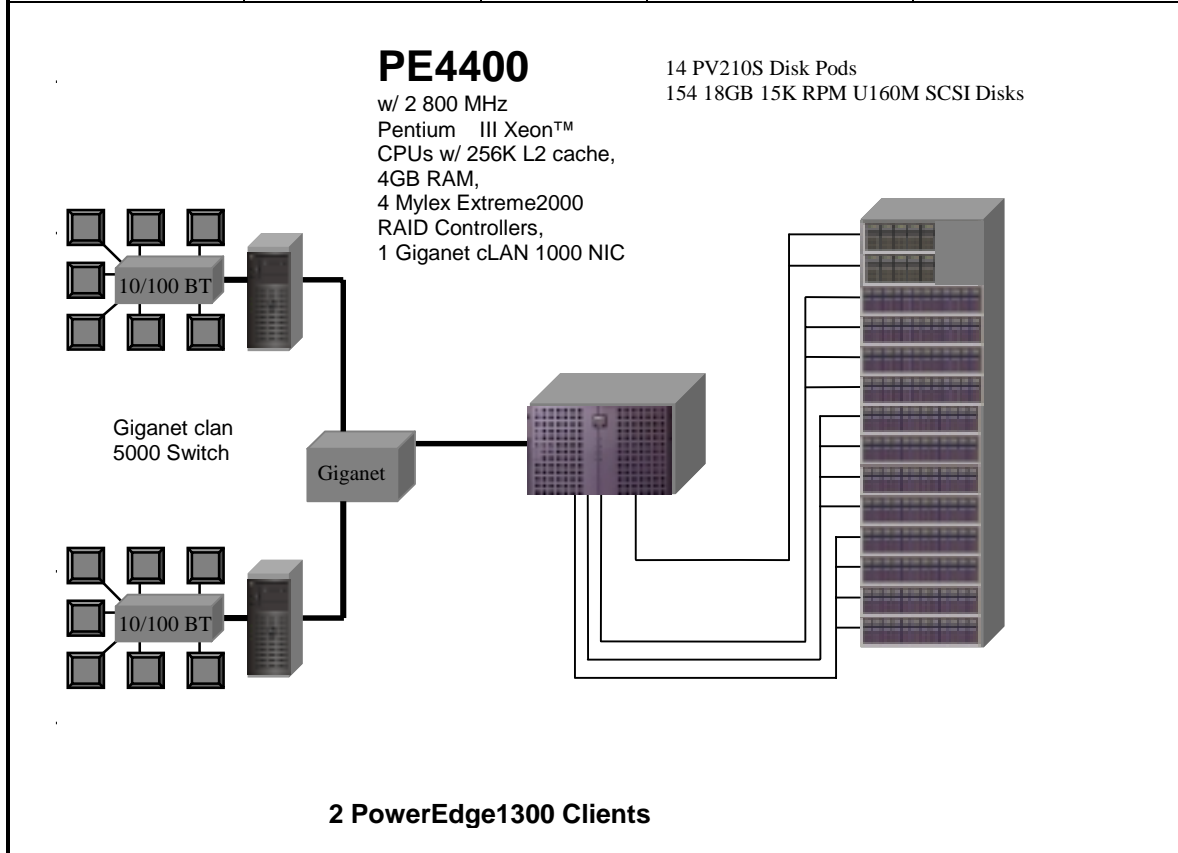 PE4400
w/ 2 800 MHz
Pentium III Xeon™
CPUs w/ 256K L2 cache,
4GB RAM,
4 Mylex Extreme2000
RAID Controllers,
1 Giganet cLAN 1000 NIC
14 PV210S Disk Pods
154 18GB 15K RPM U160M SCSI Disks
10/100 BT
Giganet clan
5000 Switch
Giganet
10/100 BT
2 PowerEdge1300 Clients